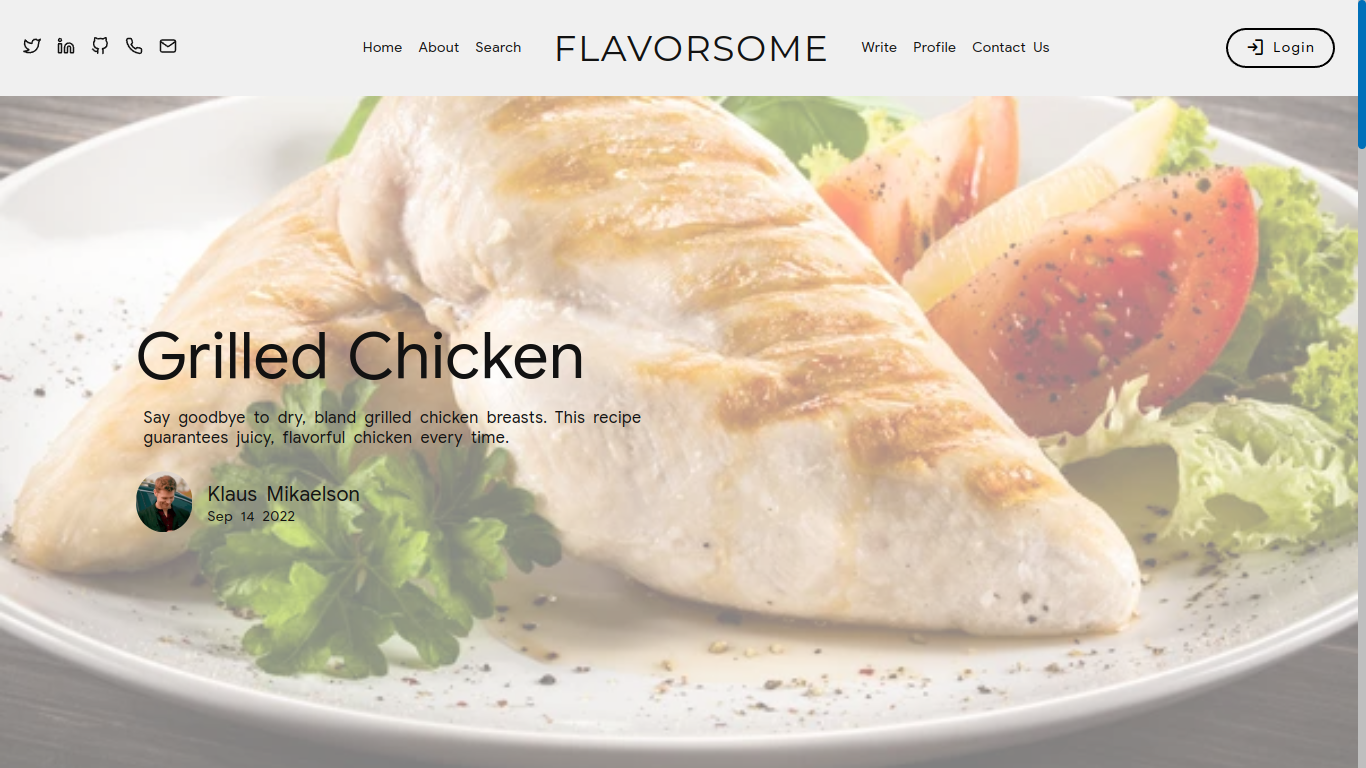 Home About Search FLAVORSOME Write Profile Contact Us Login
Grilled Chicken
Say goodbye to dry, bland grilled chicken breasts. This recipe
guarantees juicy, flavorful chicken every time.
Klaus Mikaelson
Sep 14 2022